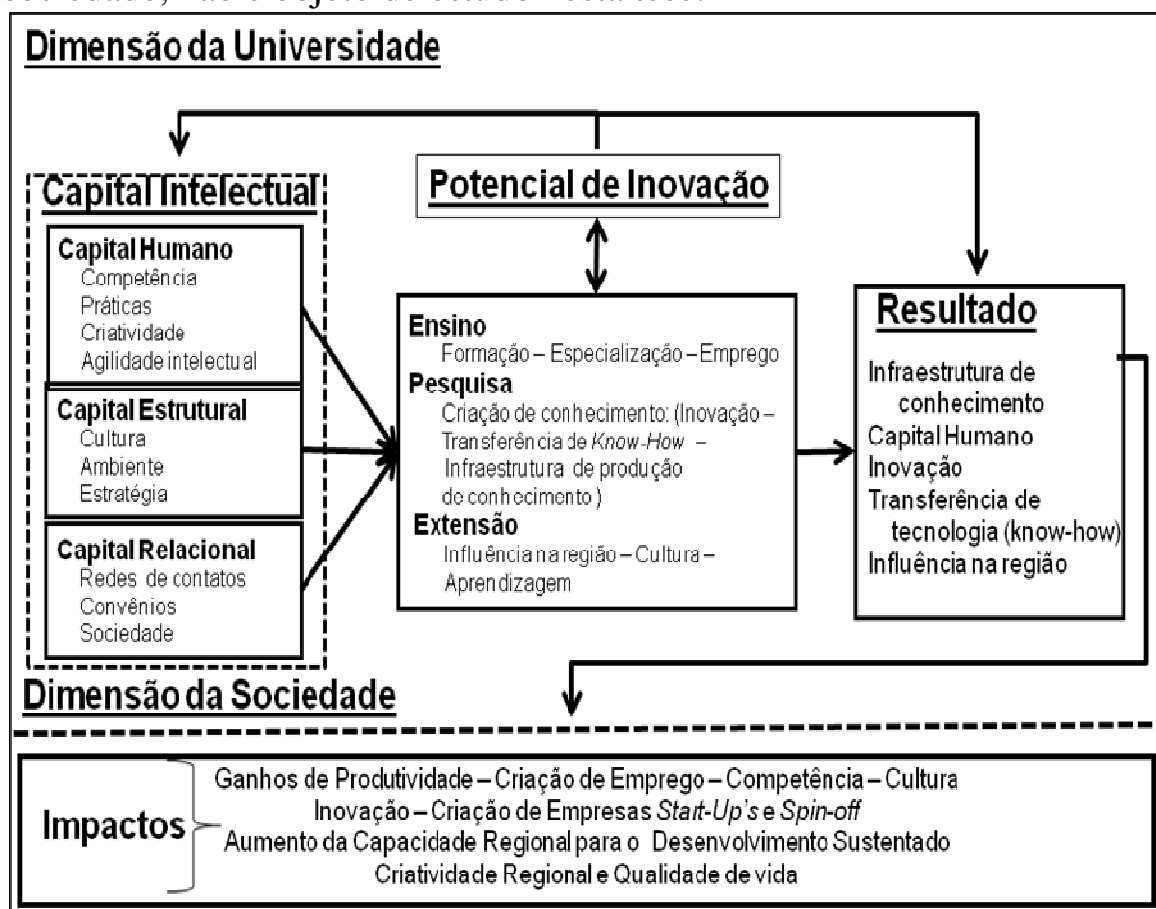 Dimensão da Universidade
Capital Intelectual
Capital Humano
Competência
Práticas
Criatividade
Agilidade intelectual
Capital Estrutural
Cultura
Ambiente
Estratégia
Capital Relacional
Redes de contatos
Convênios
Sociedade
Potencial de Inovação
Ensino
Formação – Especialização – Emprego
Pesquisa
Criação de conhecimento: (Inovação –
Transferência de Know-How –
Infraestrutura de produção
de conhecimento )
Extensão
Influência na região – Cultura –
Aprendizagem
Resultado
Infraestrutura de
conhecimento
Capital Humano
Inovação
Transferência de
tecnologia (know-how)
Influência na região
Dimensão da Sociedade
Impactos
Ganhos de Produtividade – Criação de Emprego – Competência – Cultura
Inovação – Criação de Empresas Start-Up's e Spin-off
Aumento da Capacidade Regional para o Desenvolvimento Sustentado
Criatividade Regional e Qualidade de vida